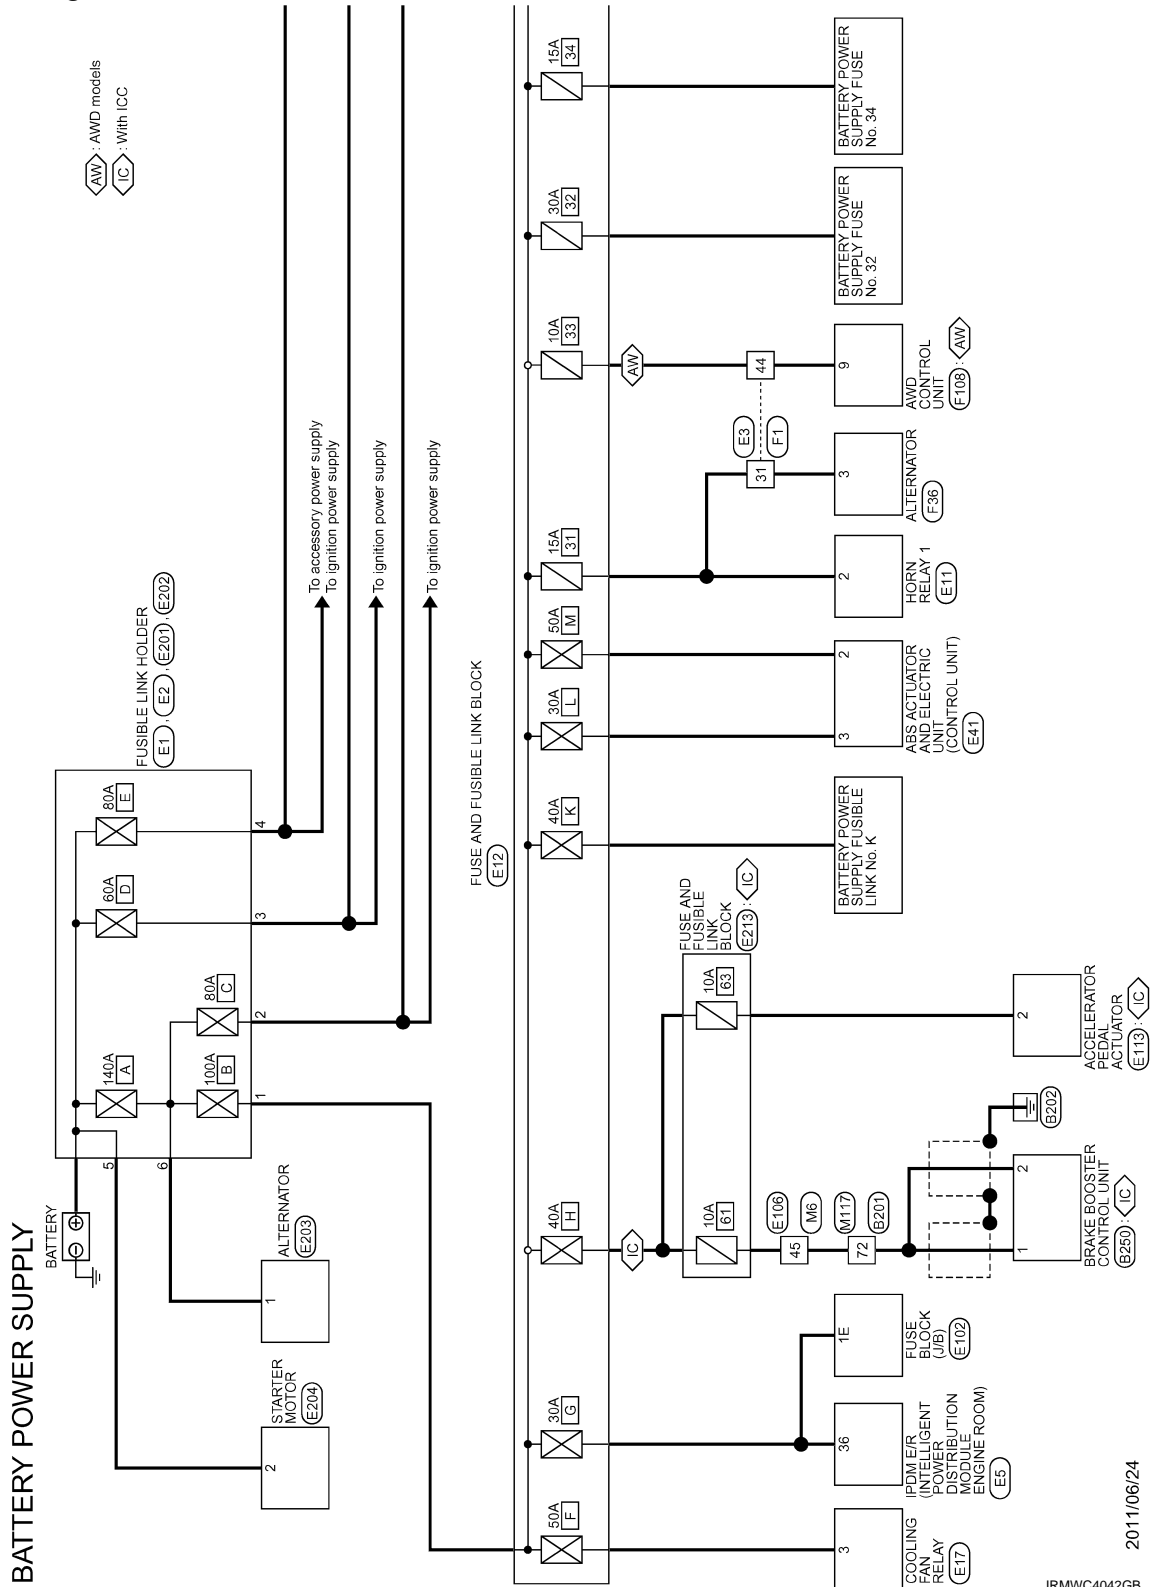 BATTERY POWER SUPPLY
AW : AWD models
IC : With ICC
BATTERY
STARTER
MOTOR
E204
2
ALTERNATOR
E203
1
5
6
FUSIBLE LINK HOLDER
E1 , E2 , E201 , E202
140A
A
100A
B
80A
C
60A
D
80A
E
1
2
3
4
To accessory power supply
To ignition power supply
To ignition power supply
To ignition power supply
FUSE AND FUSIBLE LINK BLOCK
E12
50A
F
30A
G
40A
H
40A
K
30A
L
50A
M
15A
31
10A
33
30A
32
15A
34
IC
AW
FUSE AND
FUSIBLE
LINK
BLOCK
E213 : IC
10A
61
10A
63
45
E106
M6
72
M117
B201
31
44
E3
F1
3
COOLING
FAN
RELAY
E17
36
IPDM E/R
(INTELLIGENT
POWER
DISTRIBUTION
MODULE
ENGINE ROOM)
E5
1E
FUSE
BLOCK
(J/B)
E102
1
2
BRAKE BOOSTER
CONTROL UNIT
B250 : IC
B202
2
ACCELERATOR
PEDAL
ACTUATOR
E113 : IC
BATTERY POWER
SUPPLY FUSIBLE
LINK No. K
3
2
ABS ACTUATOR
AND ELECTRIC
UNIT
(CONTROL UNIT)
E41
2
HORN
RELAY 1
E11
3
ALTERNATOR
F36
9
AWD
CONTROL
UNIT
F108 : AW
BATTERY POWER
SUPPLY FUSE
No. 32
BATTERY POWER
SUPPLY FUSE
No. 34
2011/06/24
JRMWC4042GB